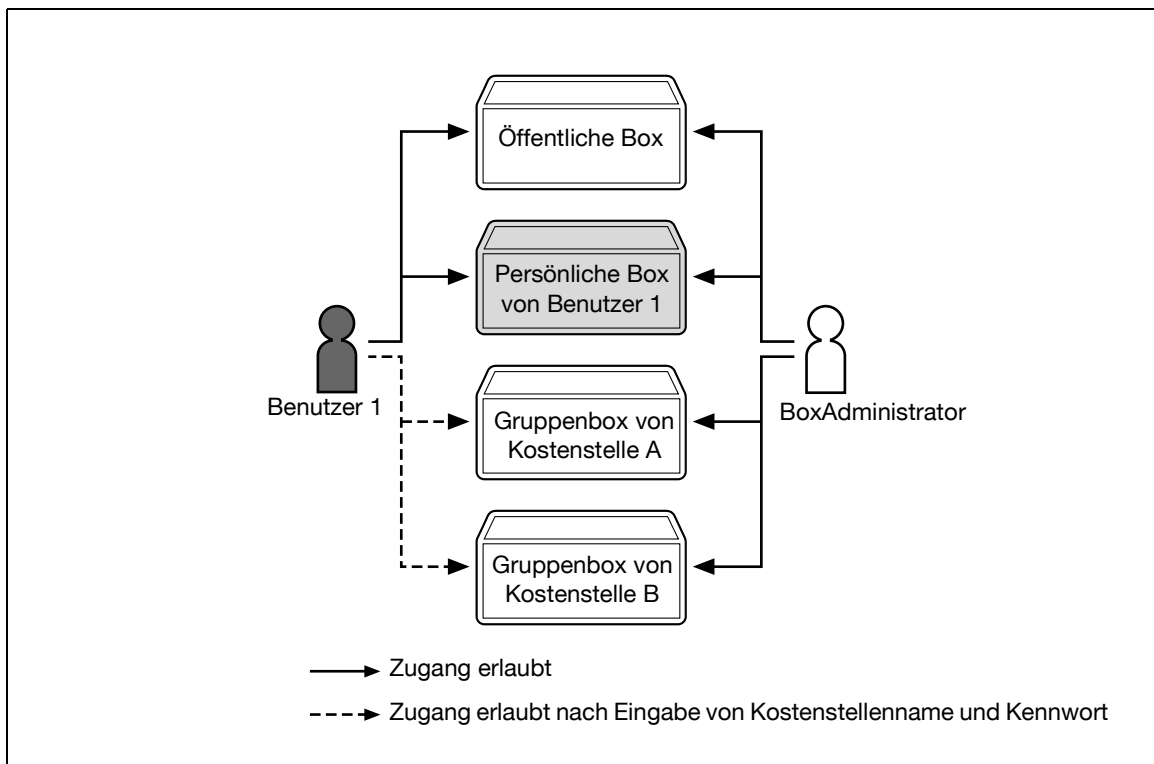 Öffentliche Box
Persönliche Box
von Benutzer 1
Benutzer 1
BoxAdministrator
Gruppenbox von
Kostenstelle A
Gruppenbox von
Kostenstelle B
Zugang erlaubt
Zugang erlaubt nach Eingabe von Kostenstellenname und Kennwort